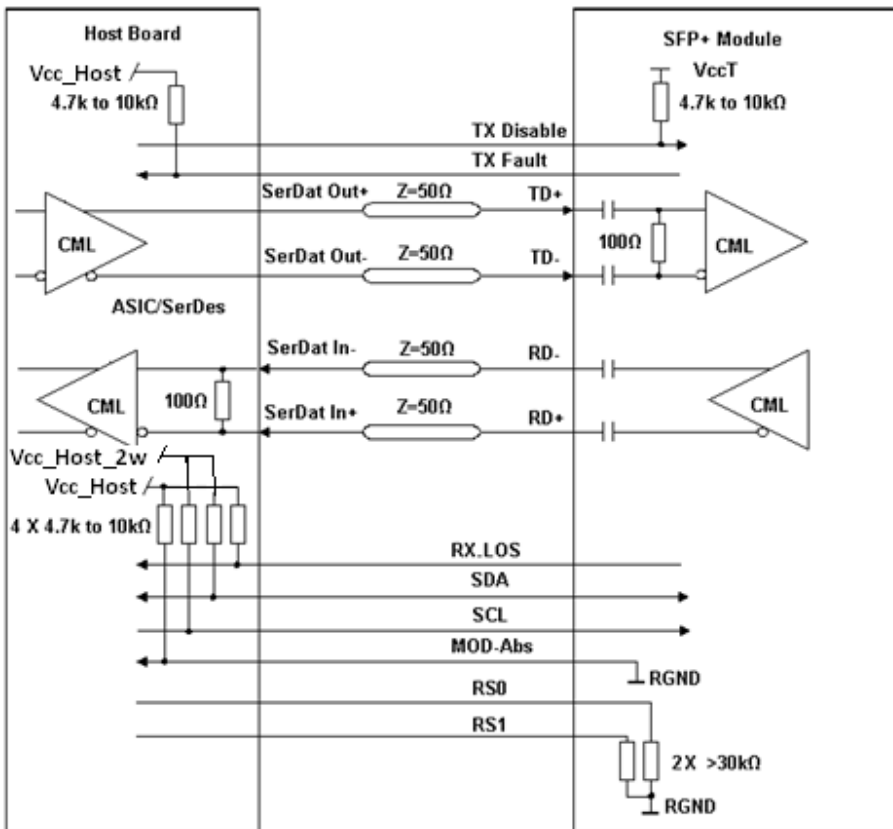 Host Board
SFP+ Module
Vcc_Host
4.7k to 10kΩ
VccT
4.7k to 10kΩ
TX Disable
TX Fault
SerDat Out+
Z=50Ω
TD+
CML
100Ω
CML
SerDat Out-
Z=50Ω
TD-
ASIC/SerDes
SerDat In-
Z=50Ω
RD-
CML
100Ω
CML
SerDat In+
Z=50Ω
RD+
Vcc_Host_2w
Vcc_Host
4 X 4.7k to 10kΩ
RX.LOS
SDA
SCL
MOD-Abs
RGND
RS0
RS1
2 X >30kΩ
RGND